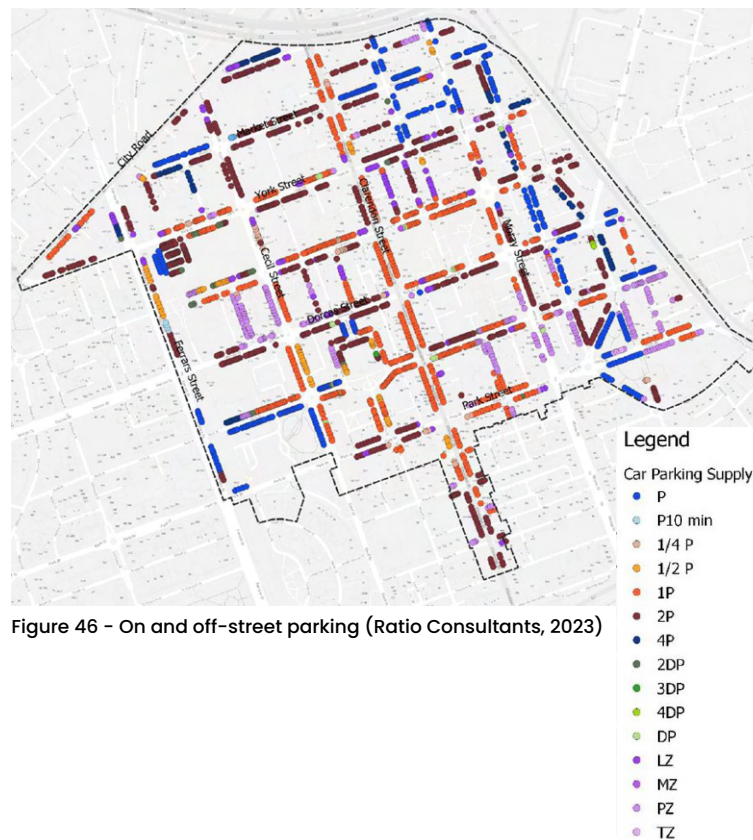 City Road
Market Street
York Street
Clarendon Street
Cecil Street
Moray Street
Dorcas Street
Ferrars Street
Park Street
Legend
Car Parking Supply
P
P10 min
1/4 P
1/2 P
1P
2P
4P
2DP
3DP
4DP
DP
LZ
MZ
PZ
TZ
Figure 46 - On and off-street parking (Ratio Consultants, 2023)